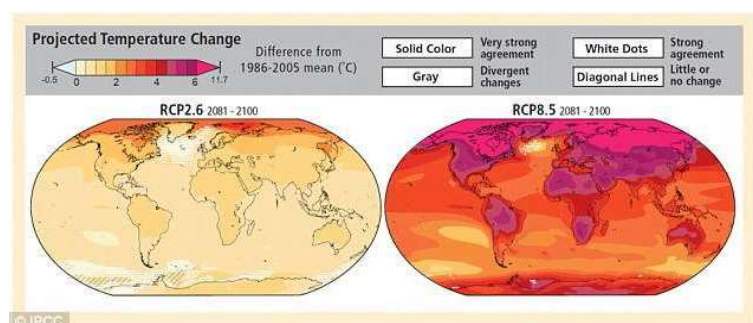 Projected Temperature Change
-0.5 0 2 4 6 11.7
Difference from
1986-2005 mean (°C)
Solid Color
Very strong
agreement
White Dots
Strong
agreement
Gray
Divergent
changes
Diagonal Lines
Little or
no change
RCP2.6 2081 - 2100
RCP8.5 2081 - 2100
© IPCC